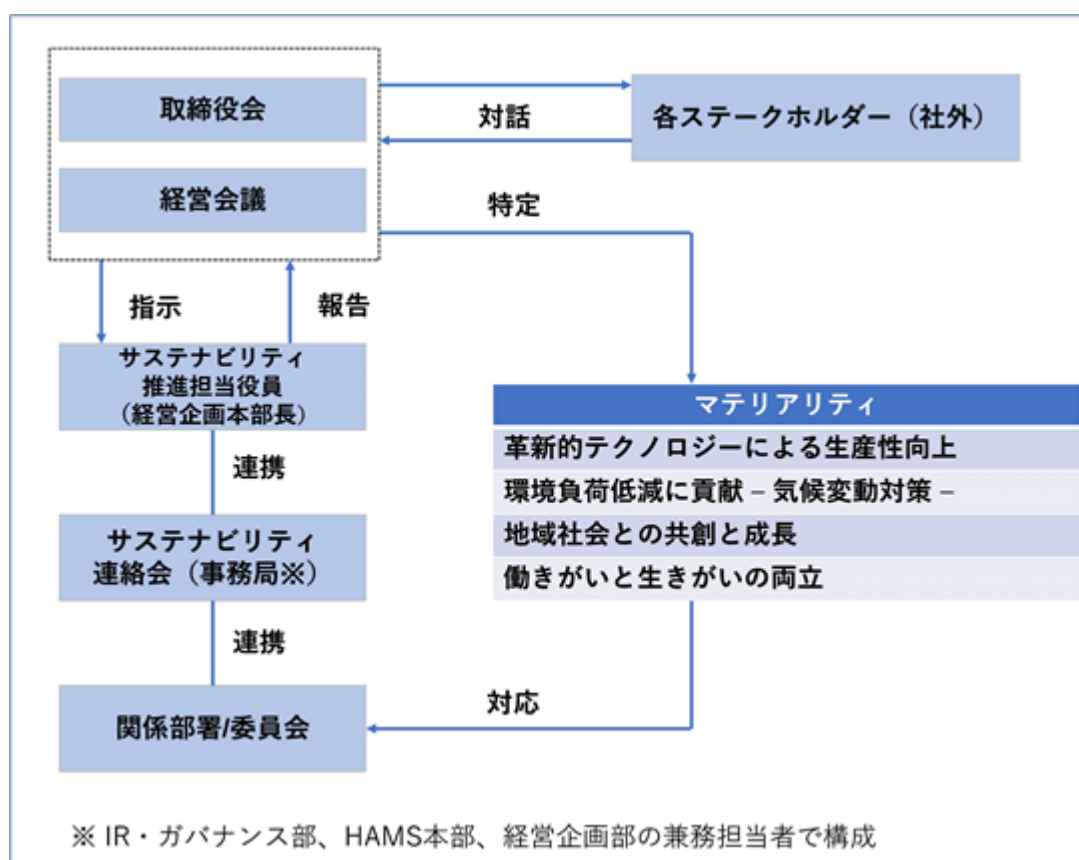 取締役会
対話
各ステークホルダー（社外）
経営会議
特定
指示
報告
サステナビリティ
推進担当役員
（経営企画本部長）
マテリアリティ
革新的テクノロジーによる生産性向上
環境負荷低減に貢献 – 気候変動対策 –
地域社会との共創と成長
働きがいと生きがいの両立
連携
サステナビリティ
連絡会（事務局※）
連携
対応
関係部署/委員会
※ IR・ガバナンス部、HAMS本部、経営企画部の兼務担当者で構成